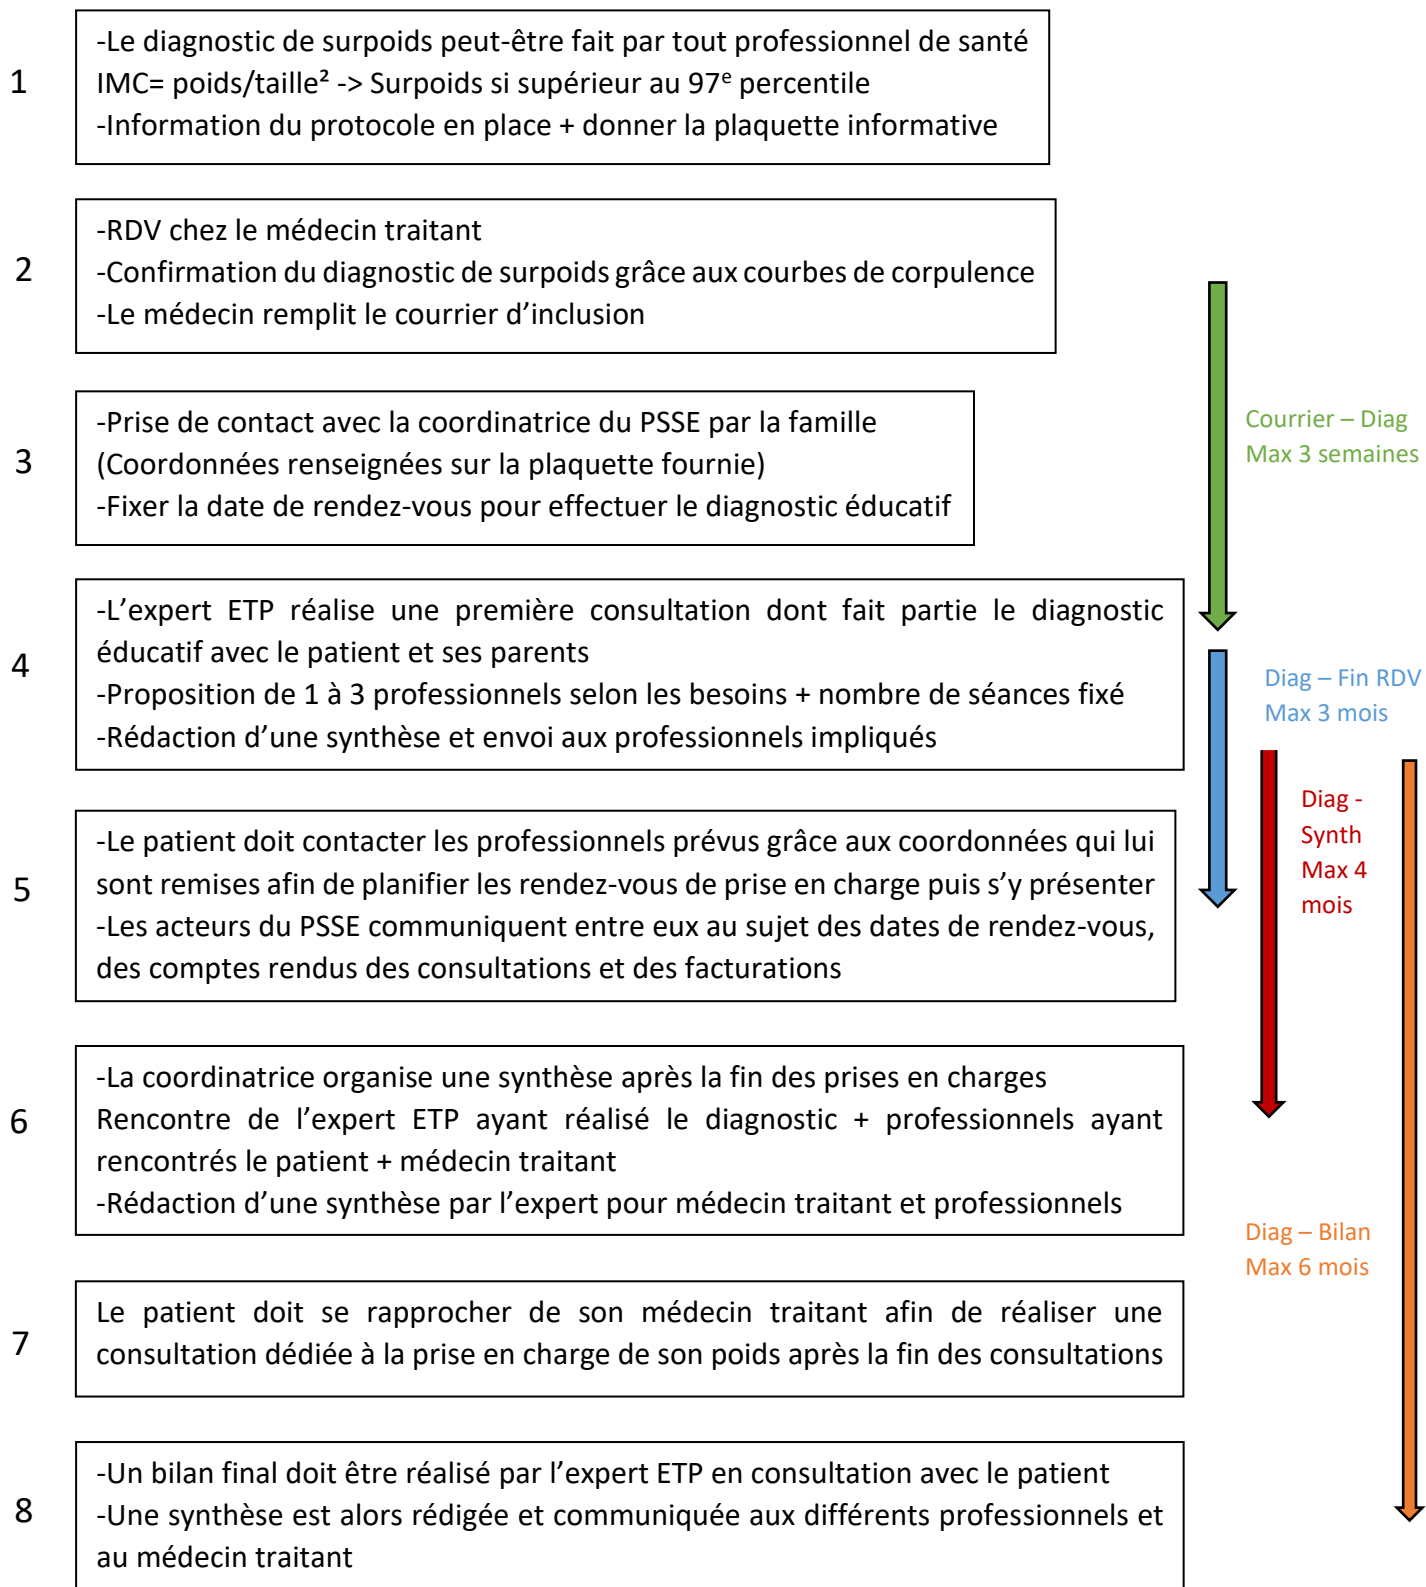 1
-Le diagnostic de surpoids peut-être fait par tout professionnel de santé
IMC= poids/taille² -> Surpoids si supérieur au 97e percentile
-Information du protocole en place + donner la plaquette informative
2
-RDV chez le médecin traitant
-Confirmation du diagnostic de surpoids grâce aux courbes de corpulence
-Le médecin remplit le courrier d’inclusion
3
-Prise de contact avec la coordinatrice du PSSE par la famille
(Coordonnées renseignées sur la plaquette fournie)
-Fixer la date de rendez-vous pour effectuer le diagnostic éducatif
Courrier – Diag
Max 3 semaines
4
-L’expert ETP réalise une première consultation dont fait partie le diagnostic
éducatif avec le patient et ses parents
-Proposition de 1 à 3 professionnels selon les besoins + nombre de séances fixé
-Rédaction d’une synthèse et envoi aux professionnels impliqués
Diag – Fin RDV
Max 3 mois
5
-Le patient doit contacter les professionnels prévus grâce aux coordonnées qui lui
sont remises afin de planifier les rendez-vous de prise en charge puis s’y présenter
-Les acteurs du PSSE communiquent entre eux au sujet des dates de rendez-vous,
des comptes rendus des consultations et des facturations
Diag -
Synth
Max 4
mois
6
-La coordinatrice organise une synthèse après la fin des prises en charges
Rencontre de l’expert ETP ayant réalisé le diagnostic + professionnels ayant
rencontrés le patient + médecin traitant
-Rédaction d’une synthèse par l’expert pour médecin traitant et professionnels
Diag – Bilan
Max 6 mois
7
Le patient doit se rapprocher de son médecin traitant afin de réaliser une
consultation dédiée à la prise en charge de son poids après la fin des consultations
8
-Un bilan final doit être réalisé par l’expert ETP en consultation avec le patient
-Une synthèse est alors rédigée et communiquée aux différents professionnels et
au médecin traitant